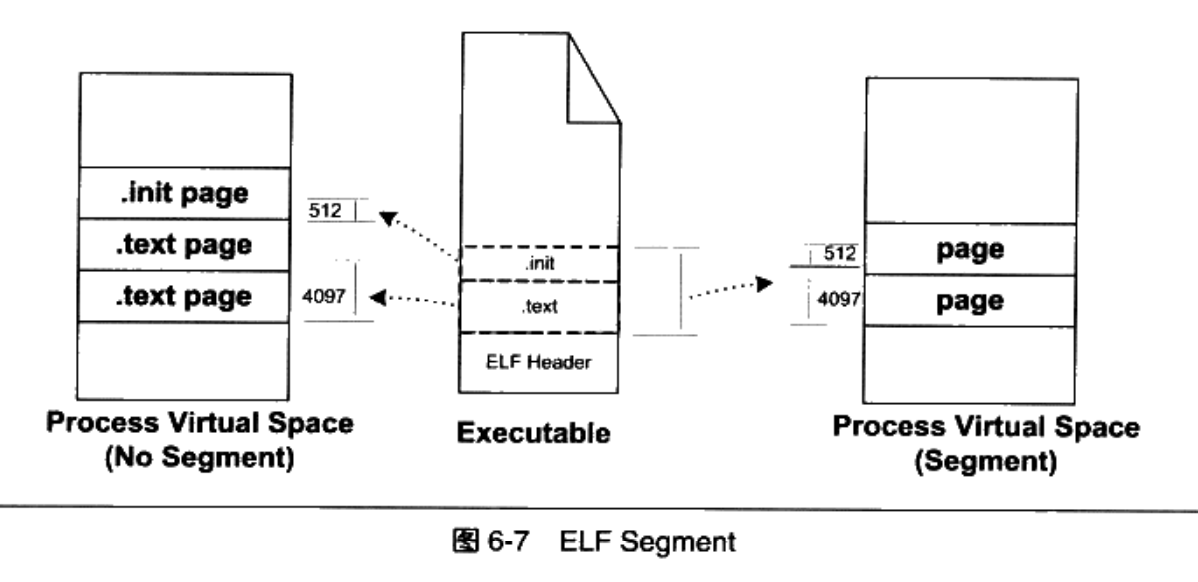 .init page
.text page
.text page
512
4097
Process Virtual Space
(No Segment)
.init
.text
ELF Header
Executable
512
4097
page
page
Process Virtual Space
(Segment)
图 6-7 ELF Segment